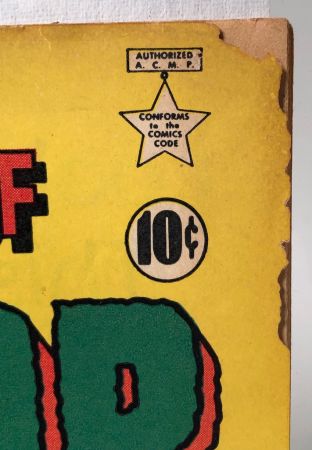 AUTHORIZED
A. C. M. P.
CONFORMS
to the
COMICS
CODE
F
10¢
D